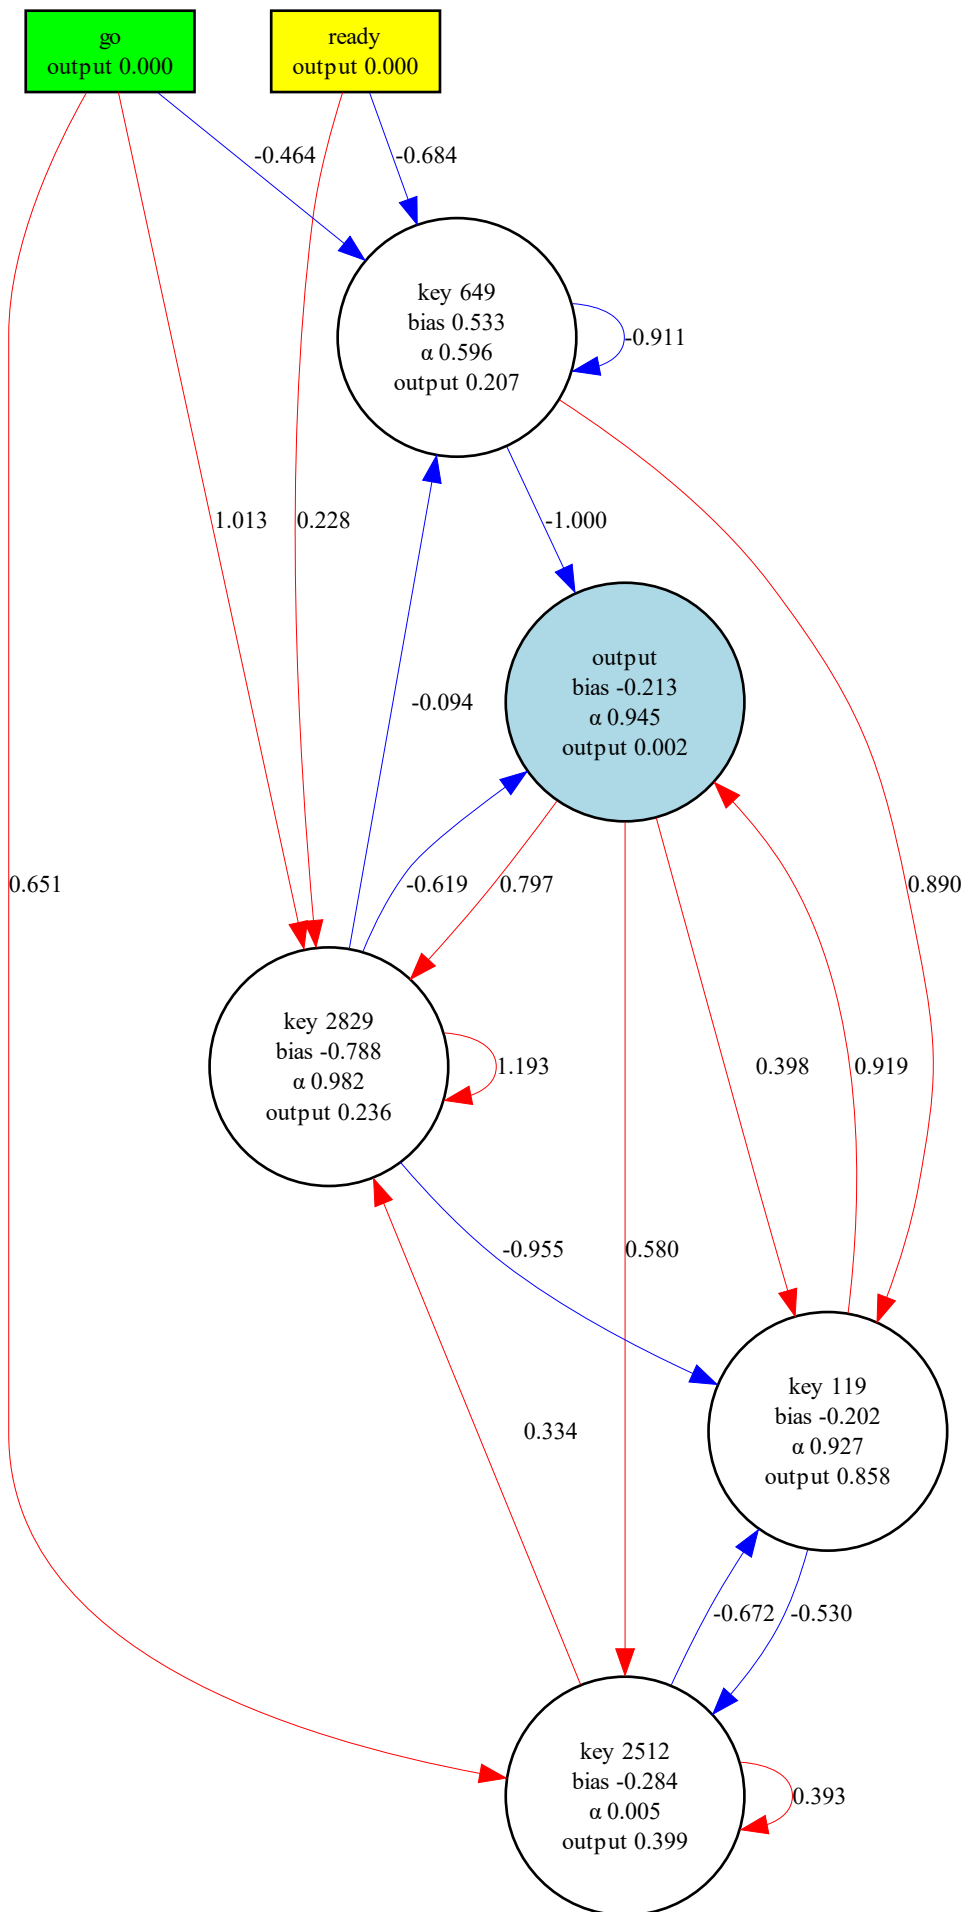 go
output 0.000
ready
output 0.000
-0.464
-0.684
key 649
bias 0.533
α 0.596
output 0.207
-0.911
1.013
0.228
-1.000
output
bias -0.213
α 0.945
output 0.002
-0.094
0.651
-0.619
0.797
0.890
key 2829
bias -0.788
α 0.982
output 0.236
1.193
0.398
0.919
-0.955
0.580
key 119
bias -0.202
α 0.927
output 0.858
0.334
-0.672
-0.530
key 2512
bias -0.284
α 0.005
output 0.399
0.393